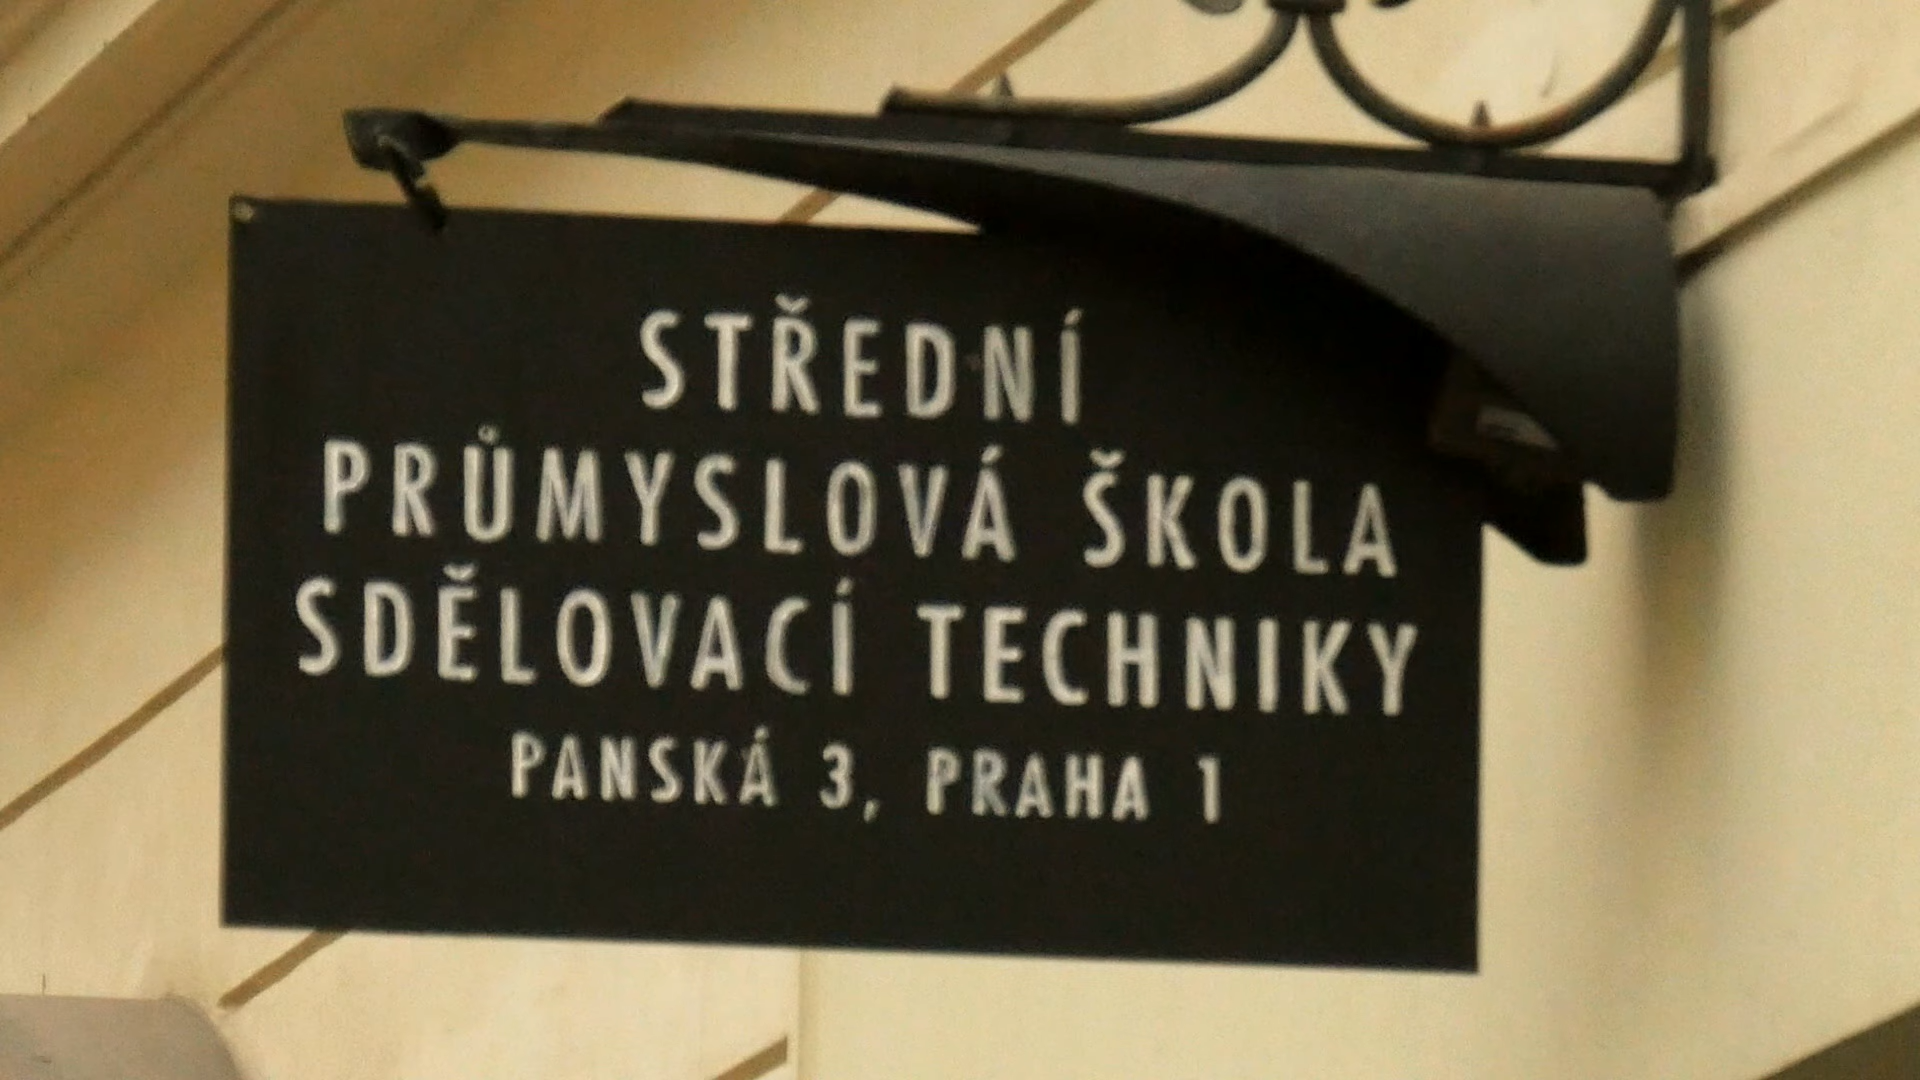 STŘEDNÍ
PRŮMYSLOVÁ ŠKOLA
SDĚLOVACÍ TECHNIKY
PANSKÁ 3, PRAHA 1